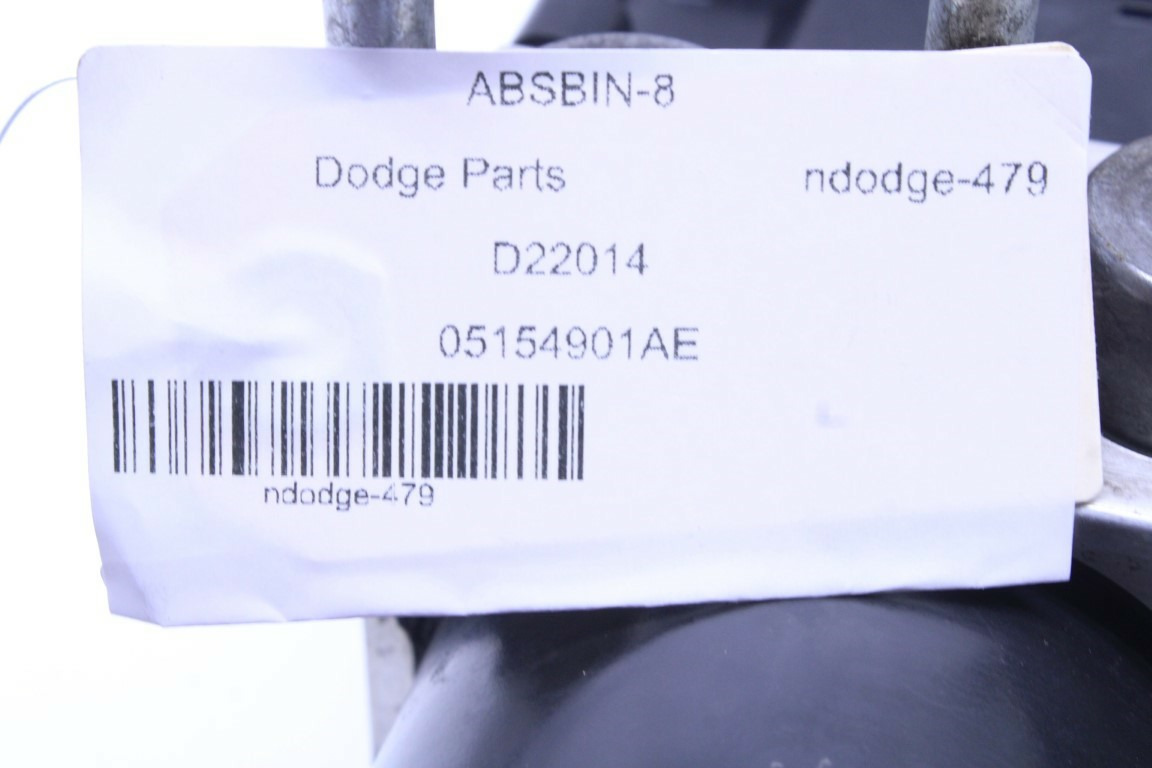 ABSBIN-8
Dodge Parts ndodge-479
D22014
05154901AE
ndodge-479